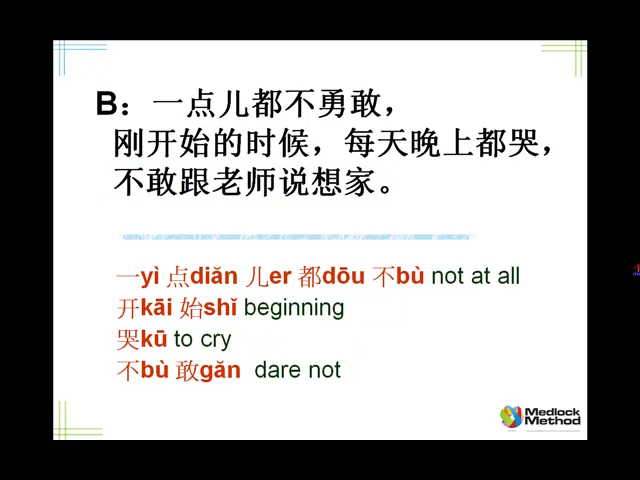 B：一点儿都不勇敢，
刚开始的时候，每天晚上都哭，
不敢跟老师说想家。
一yì 点diǎn 儿er 都dōu 不bù not at all
开kāi 始shǐ beginning
哭kū to cry
不bù 敢gǎn dare not
Medlock
Method